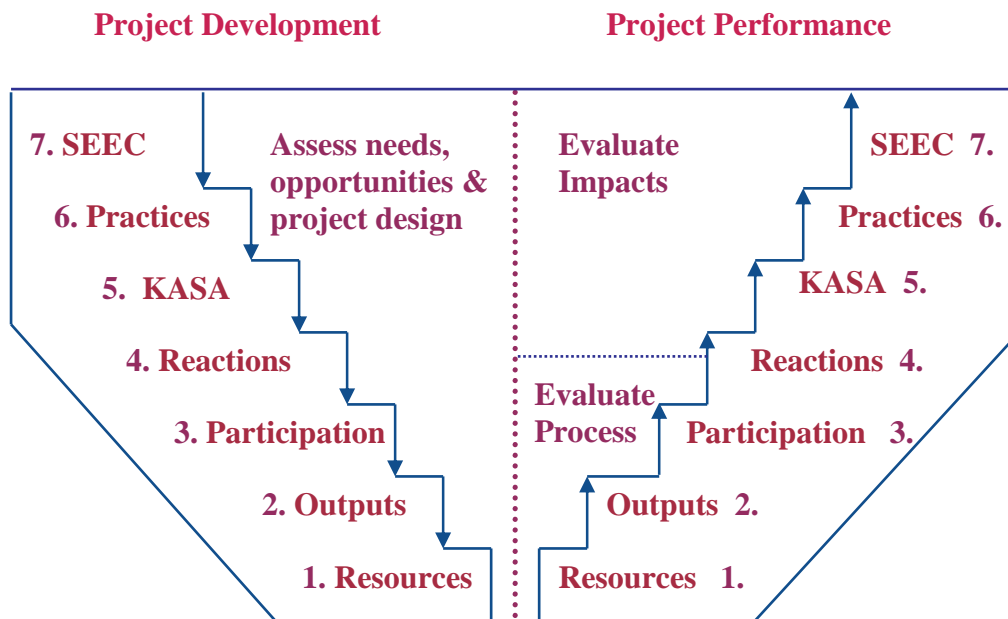 Project Development
Project Performance
7. SEEC
Assess needs,
opportunities &
project design
6. Practices
5. KASA
4. Reactions
3. Participation
2. Outputs
1. Resources
Evaluate
Impacts
SEEC 7.
Practices 6.
KASA 5.
Reactions 4.
Evaluate
Process
Participation 3.
Outputs 2.
Resources 1.